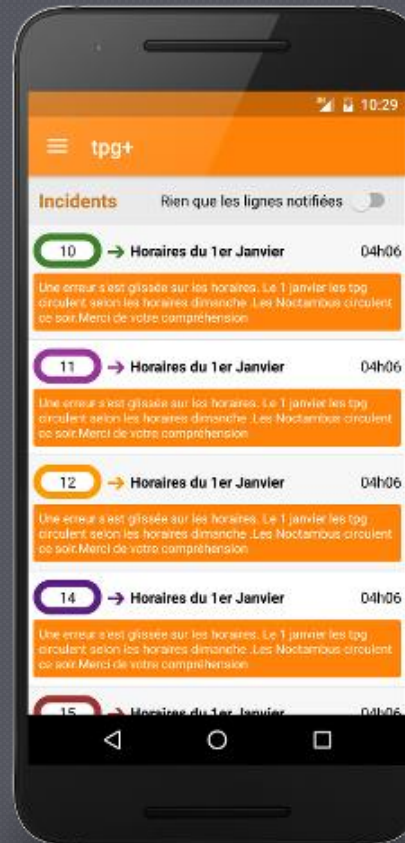 10:29
tpg+
Incidents Rien que les lignes notifiées
10 → Horaires du 1er Janvier 04h06
Une erreur s'est glissée sur les horaires. Le 1 janvier les tpg
circulent selon les horaires dimanche .Les Noctambus circulent
ce soir.Merci de votre compréhension
11 → Horaires du 1er Janvier 04h06
Une erreur s'est glissée sur les horaires. Le 1 janvier les tpg
circulent selon les horaires dimanche .Les Noctambus circulent
ce soir.Merci de votre compréhension
12 → Horaires du 1er Janvier 04h06
Une erreur s'est glissée sur les horaires. Le 1 janvier les tpg
circulent selon les horaires dimanche .Les Noctambus circulent
ce soir.Merci de votre compréhension
14 → Horaires du 1er Janvier 04h06
Une erreur s'est glissée sur les horaires. Le 1 janvier les tpg
circulent selon les horaires dimanche .Les Noctambus circulent
ce soir.Merci de votre compréhension
15 → Horaires du 1er Janvier 04h06